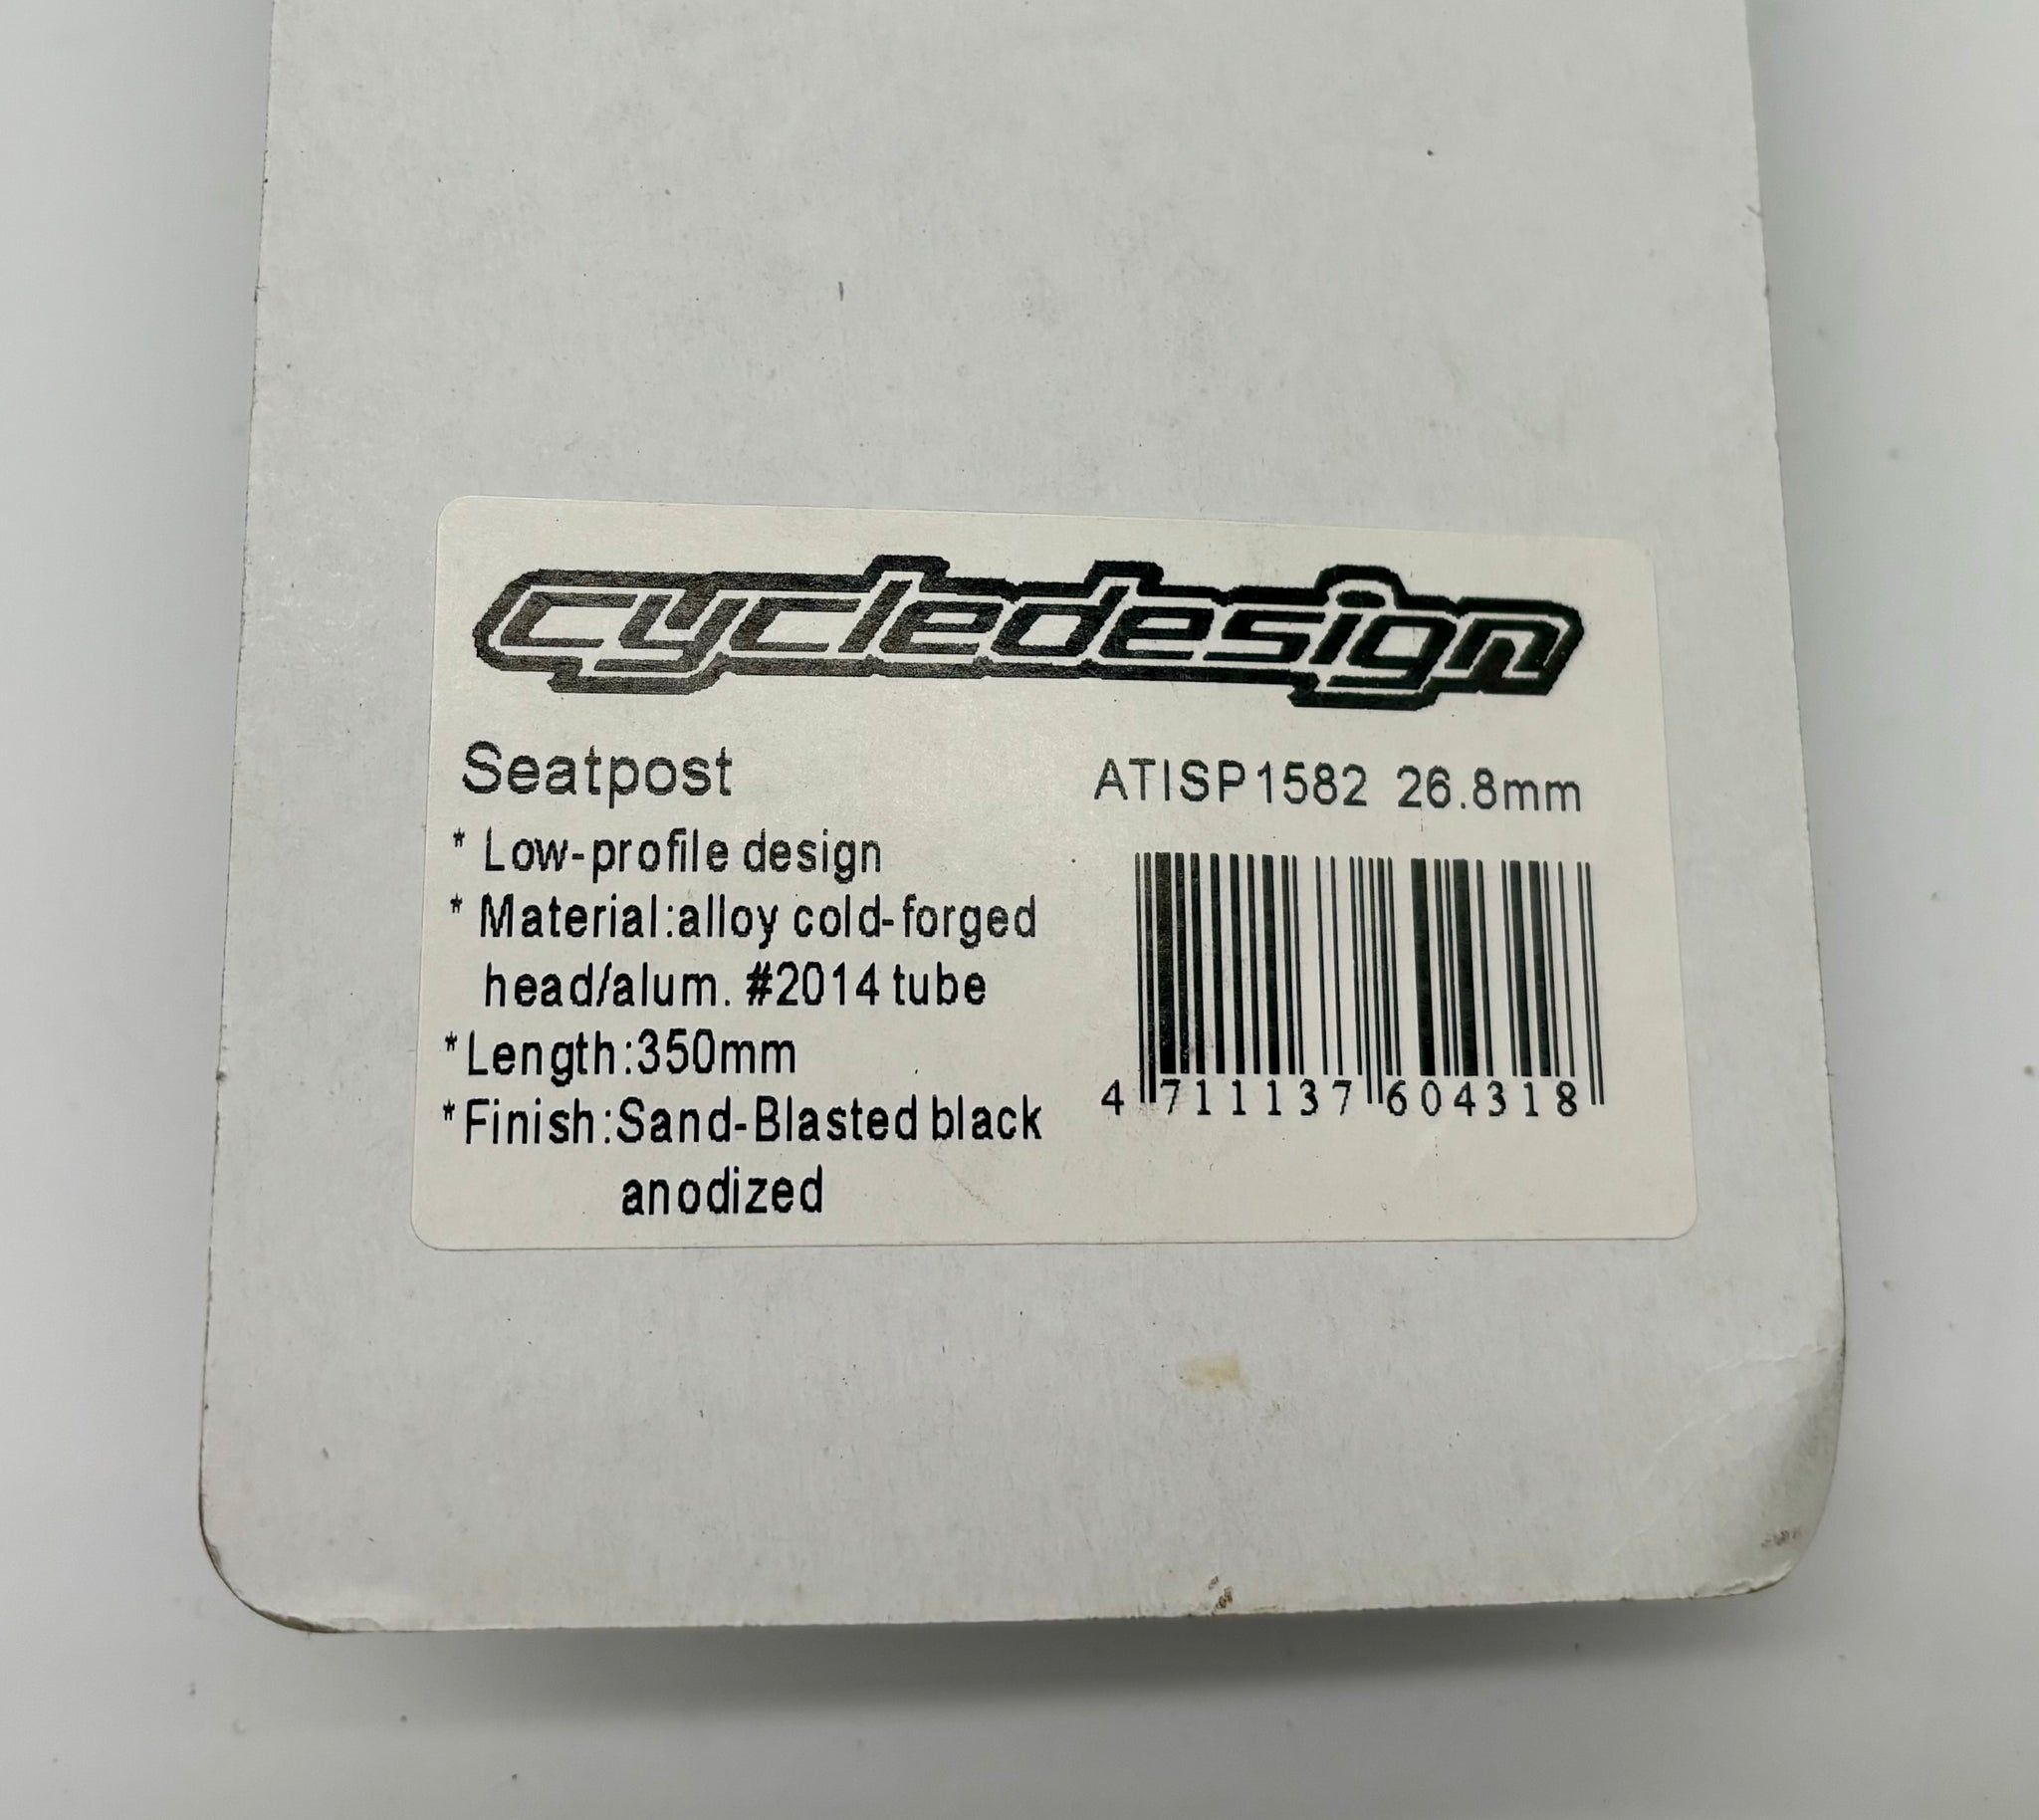 cycledesign
Seatpost
ATISP1582 26.8mm
* Low-profile design
* Material:alloy cold-forged
head/alum. #2014 tube
*Length:350mm
*Finish:Sand-Blasted black
anodized
4 711137 604318